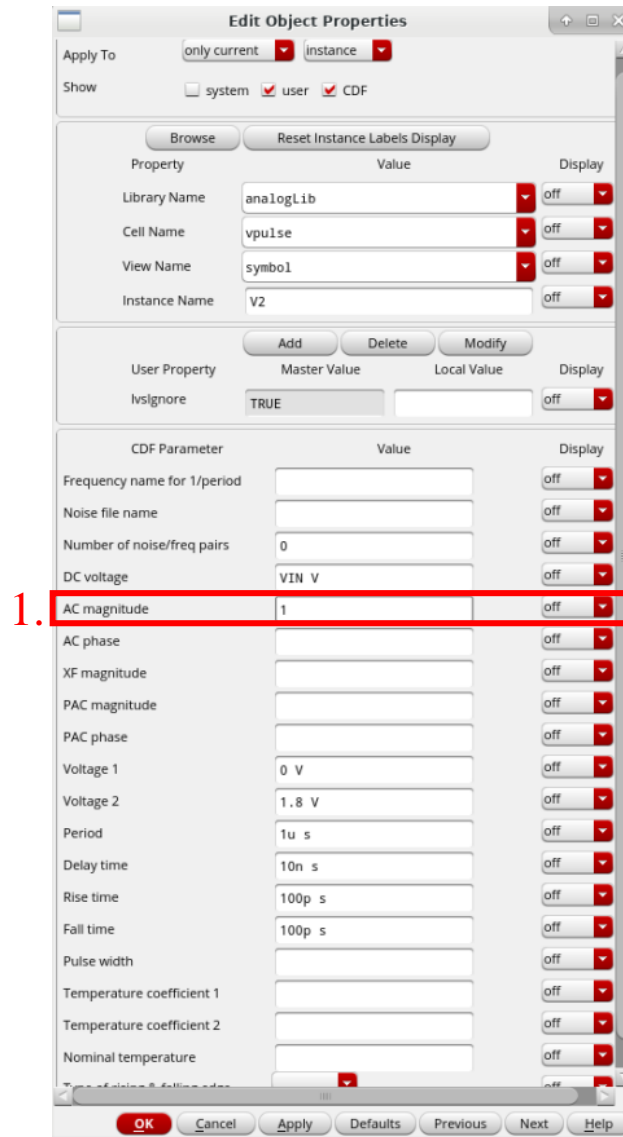 Edit Object Properties
Apply To only current instance
Show system user CDF
Browse Reset Instance Labels Display
Property Value Display
Library Name analogLib off
Cell Name vpulse off
View Name symbol off
Instance Name V2 off
Add Delete Modify
User Property Master Value Local Value Display
lvsIgnore TRUE off
CDF Parameter Value Display
Frequency name for 1/period off
Noise file name off
Number of noise/freq pairs 0 off
DC voltage VIN V off
1. AC magnitude 1 off
AC phase off
XF magnitude off
PAC magnitude off
PAC phase off
Voltage 1 0 V off
Voltage 2 1.8 V off
Period 1u s off
Delay time 10n s off
Rise time 100p s off
Fall time 100p s off
Pulse width off
Temperature coefficient 1 off
Temperature coefficient 2 off
Nominal temperature off
Type of rising & falling edge off
OK Cancel Apply Defaults Previous Next Help